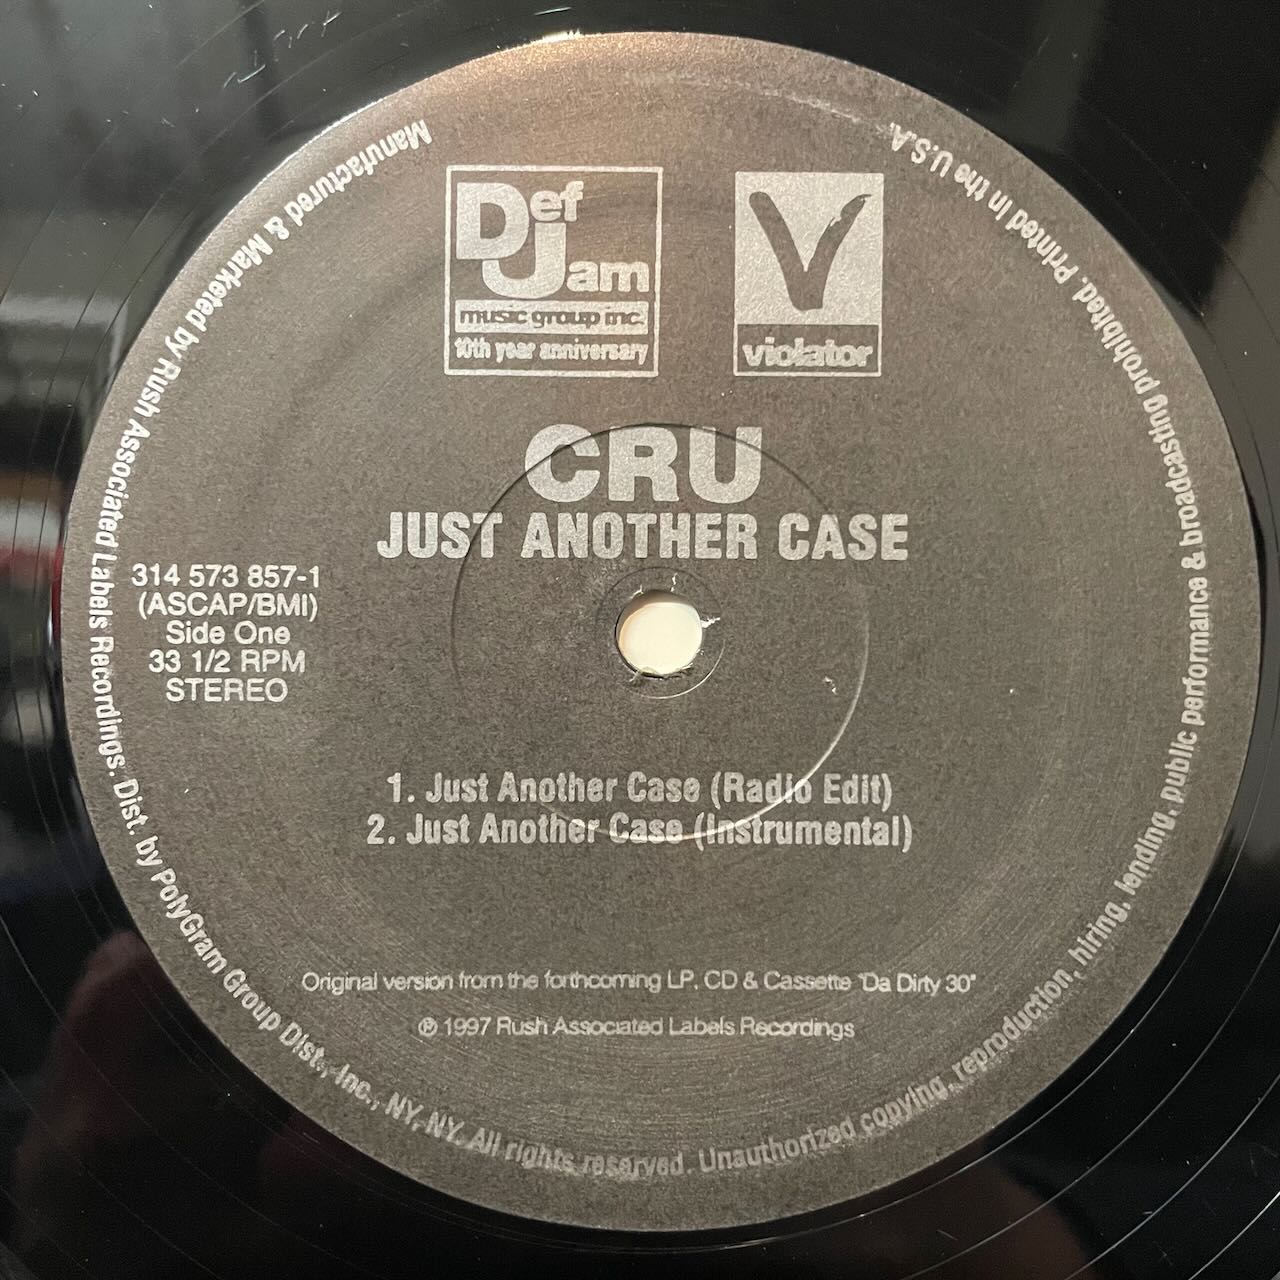 Def
Jam
music group inc.
10th year anniversary
V
violator
CRU
JUST ANOTHER CASE
314 573 857-1
(ASCAP/BMI)
Side One
33 1/2 RPM
STEREO
1. Just Another Case (Radio Edit)
2. Just Another Case (Instrumental)
Original version from the forthcoming LP, CD & Cassette "Da Dirty 30"
℗ 1997 Rush Associated Labels Recordings
Manufactured & Marketed by Rush Associated Labels Recordings. Dist. by PolyGram Group Dist., Inc., NY, NY. All rights reserved. Unauthorized copying, reproduction, hiring, lending, public performance & broadcasting prohibited. Printed in the U.S.A.